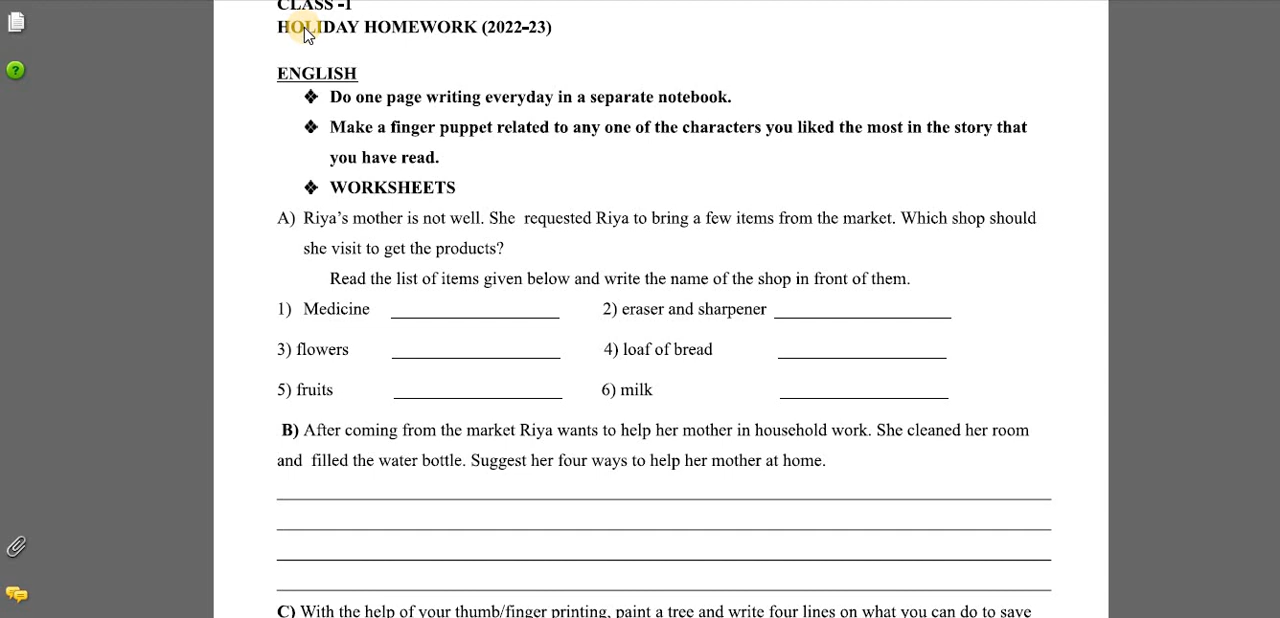 CLASS -1
HOLIDAY HOMEWORK (2022-23)
ENGLISH
❖ Do one page writing everyday in a separate notebook.
❖ Make a finger puppet related to any one of the characters you liked the most in the story that
you have read.
❖ WORKSHEETS
A) Riya’s mother is not well. She requested Riya to bring a few items from the market. Which shop should
she visit to get the products?
Read the list of items given below and write the name of the shop in front of them.
1) Medicine ____________________ 2) eraser and sharpener ____________________
3) flowers ____________________ 4) loaf of bread ____________________
5) fruits ____________________ 6) milk ____________________
B) After coming from the market Riya wants to help her mother in household work. She cleaned her room
and filled the water bottle. Suggest her four ways to help her mother at home.
C) With the help of your thumb/finger printing, paint a tree and write four lines on what you can do to save